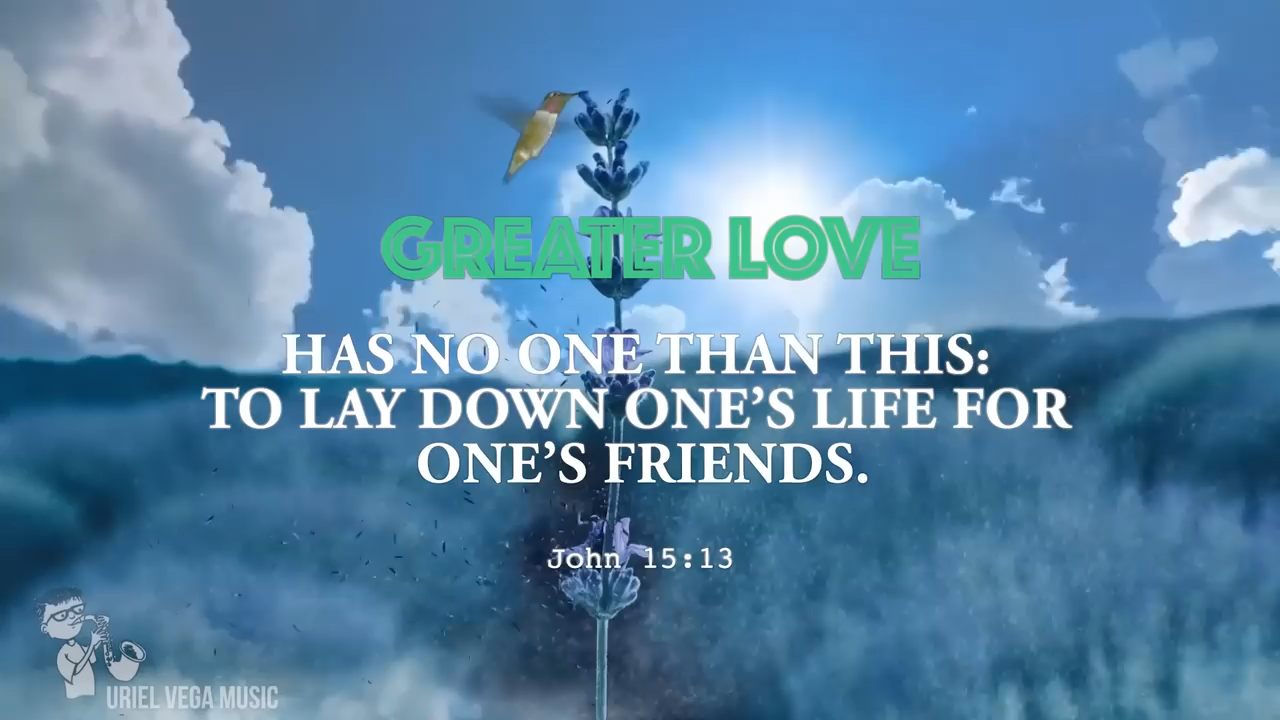 GREATER LOVE
HAS NO ONE THAN THIS:
TO LAY DOWN ONE’S LIFE FOR
ONE’S FRIENDS.
John 15:13
URIEL VEGA MUSIC